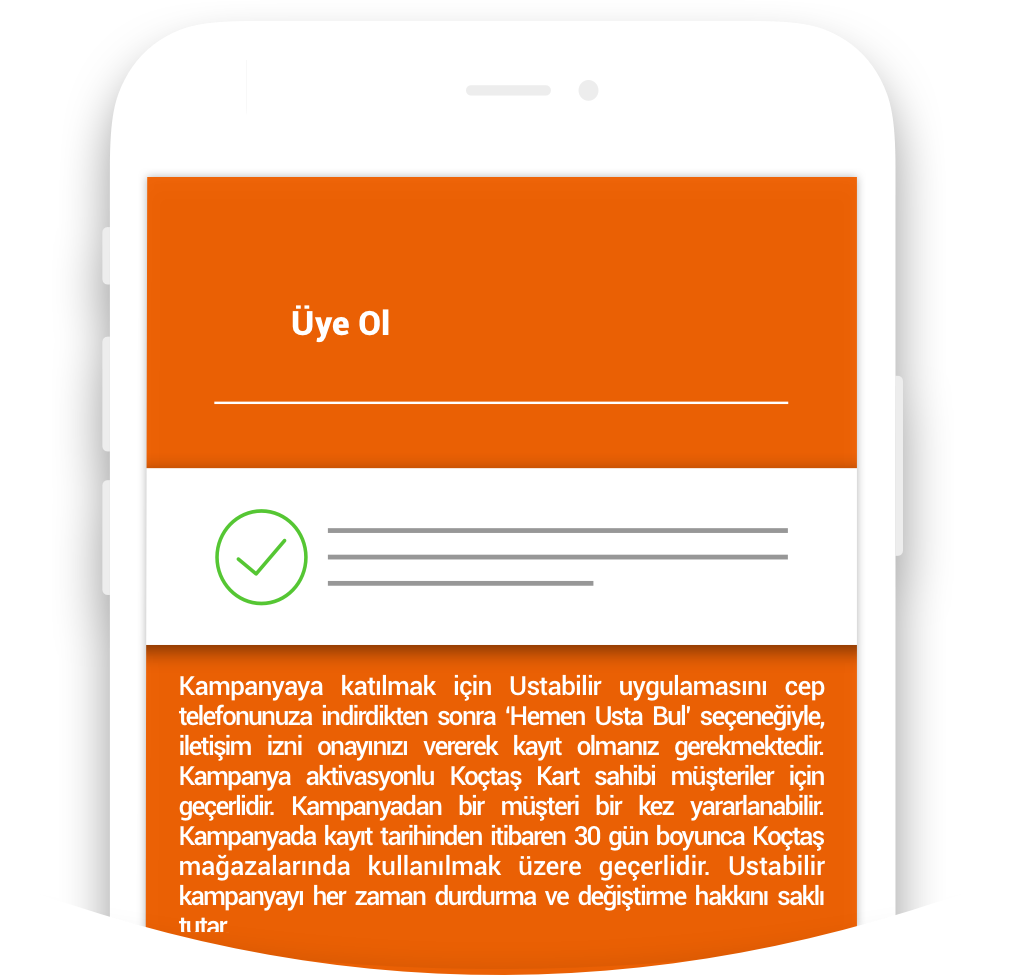 Üye Ol
Kampanyaya katılmak için Ustabilir uygulamasını cep
telefonunuza indirdikten sonra ‘Hemen Usta Bul’ seçeneğiyle,
iletişim izni onayınızı vererek kayıt olmanız gerekmektedir.
Kampanya aktivasyonlu Koçtaş Kart sahibi müşteriler için
geçerlidir. Kampanyadan bir müşteri bir kez yararlanabilir.
Kampanyada kayıt tarihinden itibaren 30 gün boyunca Koçtaş
mağazalarında kullanılmak üzere geçerlidir. Ustabilir
kampanyayı her zaman durdurma ve değiştirme hakkını saklı
tutar